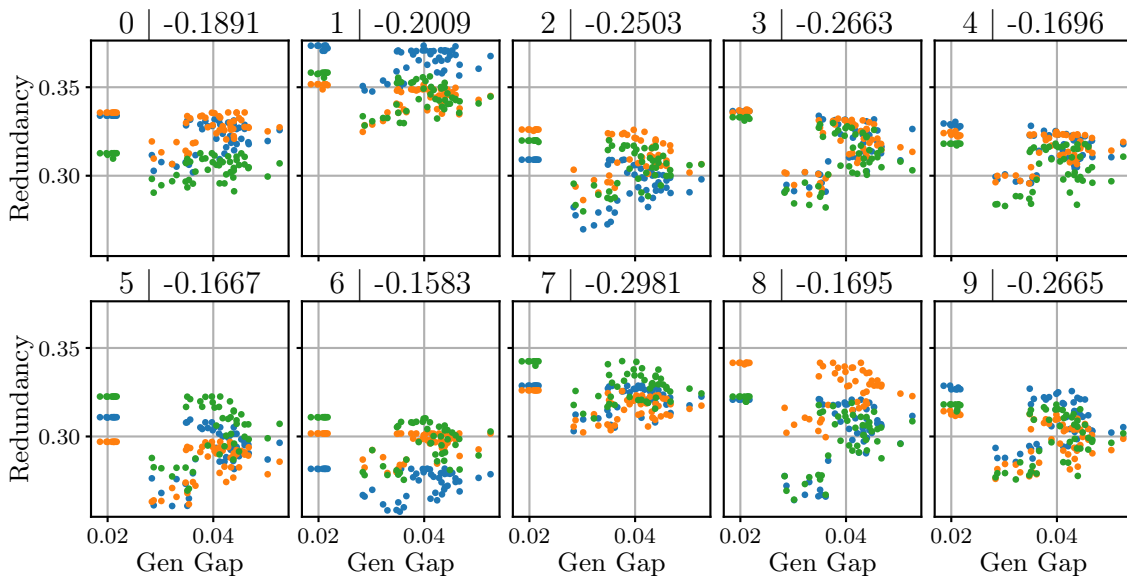 0 | -0.1891
1 | -0.2009
2 | -0.2503
3 | -0.2663
4 | -0.1696
Redundancy
0.35
0.30
5 | -0.1667
6 | -0.1583
7 | -0.2981
8 | -0.1695
9 | -0.2665
Redundancy
0.35
0.30
0.02 0.04
0.02 0.04
0.02 0.04
0.02 0.04
0.02 0.04
Gen Gap
Gen Gap
Gen Gap
Gen Gap
Gen Gap